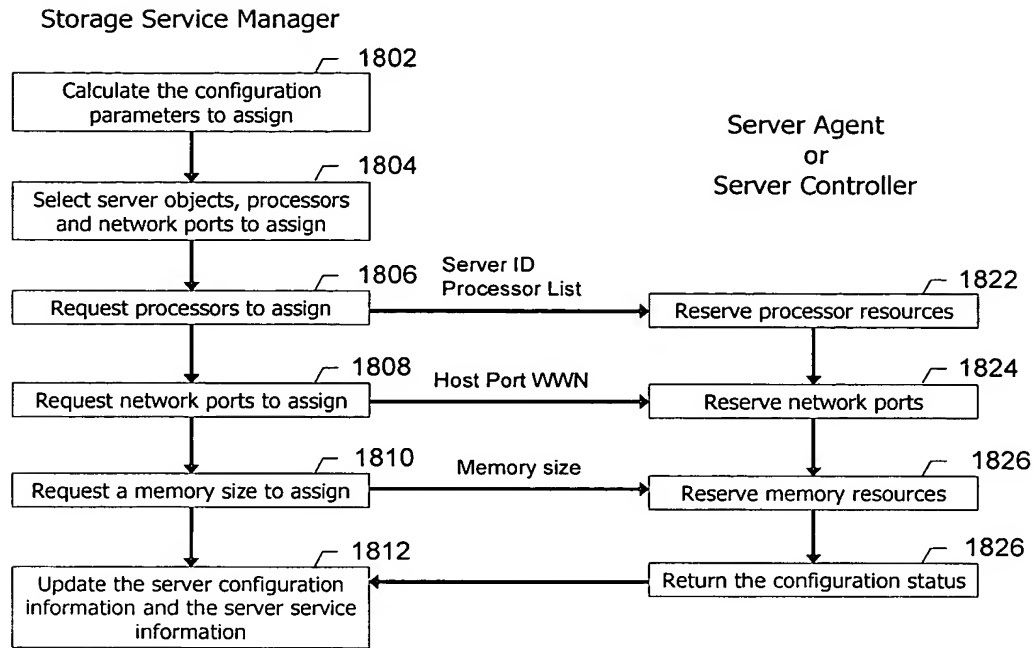 Storage Service Manager
1802
Calculate the configuration
parameters to assign
Server Agent
or
Server Controller
1804
Select server objects, processors
and network ports to assign
1806
Request processors to assign
Server ID
Processor List
1822
Reserve processor resources
1808
Request network ports to assign
Host Port WWN
1824
Reserve network ports
1810
Request a memory size to assign
Memory size
1826
Reserve memory resources
1812
Update the server configuration
information and the server service
information
1826
Return the configuration status